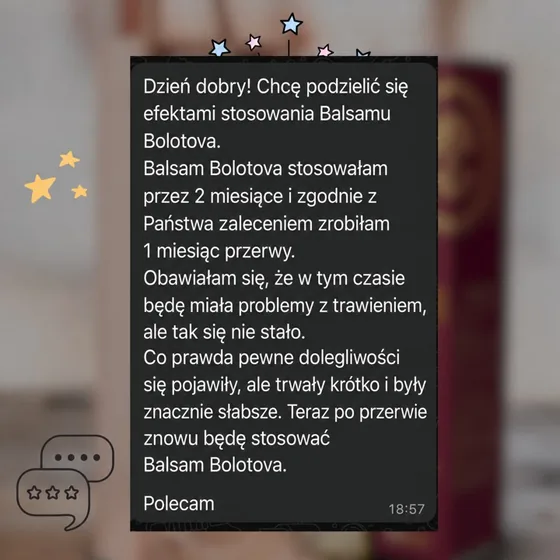 Dzień dobry! Chcę podzielić się
efektami stosowania Balsamu
Bolotova.
Balsam Bolotova stosowałam
przez 2 miesiące i zgodnie z
Państwa zaleceniem zrobiłam
1 miesiąc przerwy.
Obawiałam się, że w tym czasie
będę miała problemy z trawieniem,
ale tak się nie stało.
Co prawda pewne dolegliwości
się pojawiły, ale trwały krótko i były
znacznie słabsze. Teraz po przerwie
znowu będę stosować
Balsam Bolotova.
Polecam
18:57